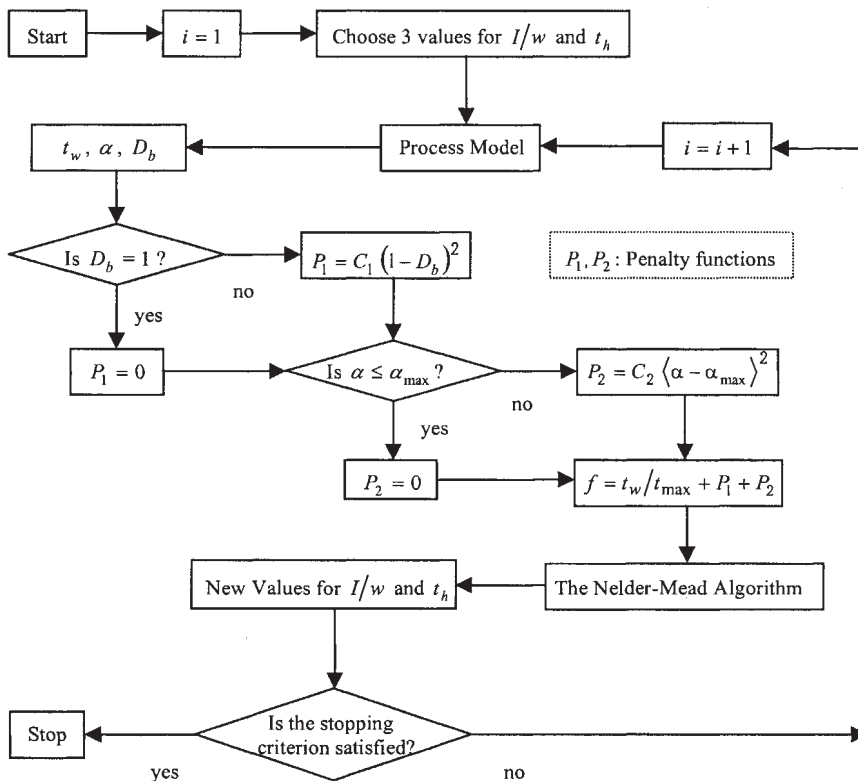 Start
i = 1
Choose 3 values for I/w and t_h
t_w, α, D_b
Process Model
i = i + 1
Is D_b = 1 ?
P_1 = C_1 (1 − D_b)^2
P_1, P_2 : Penalty functions
no
yes
P_1 = 0
Is α ≤ α_max ?
P_2 = C_2 ⟨α − α_max⟩^2
no
yes
P_2 = 0
f = t_w/t_max + P_1 + P_2
New Values for I/w and t_h
The Nelder-Mead Algorithm
Stop
Is the stopping
criterion satisfied?
yes
no